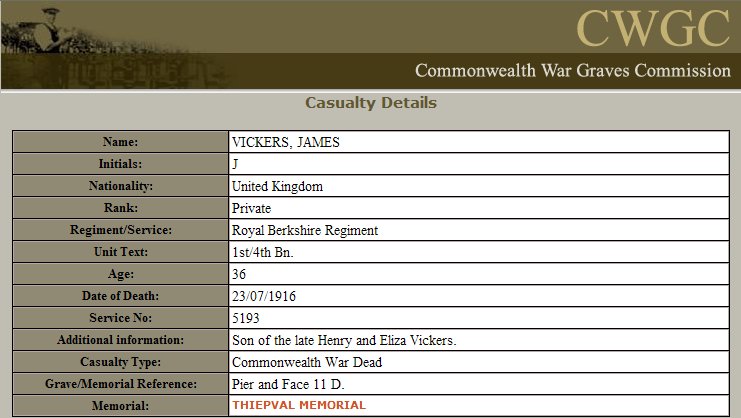 CWGC
Commonwealth War Graves Commission
Casualty Details
Name: VICKERS, JAMES
Initials: J
Nationality: United Kingdom
Rank: Private
Regiment/Service: Royal Berkshire Regiment
Unit Text: 1st/4th Bn.
Age: 36
Date of Death: 23/07/1916
Service No: 5193
Additional information: Son of the late Henry and Eliza Vickers.
Casualty Type: Commonwealth War Dead
Grave/Memorial Reference: Pier and Face 11 D.
Memorial: THIEPVAL MEMORIAL